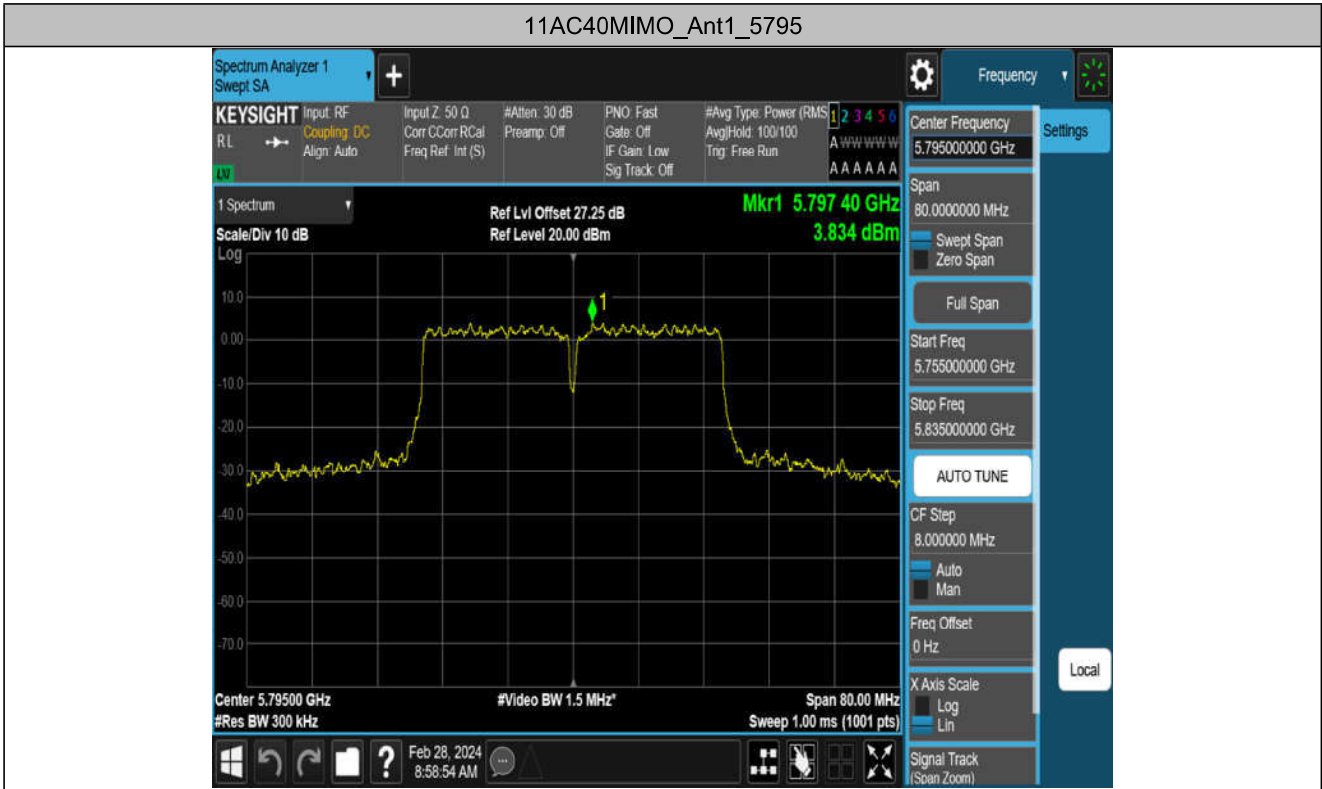 11AC40MIMO_Ant1_5795
Spectrum Analyzer 1
Swept SA
+
Frequency
KEYSIGHT
RL
LXI
Input: RF
Coupling: DC
Align: Auto
Input Z: 50 Ω
Corr CCorr RCal
Freq Ref: Int (S)
#Atten: 30 dB
Preamp: Off
PNO: Fast
Gate: Off
IF Gain: Low
Sig Track: Off
#Avg Type: Power (RMS
Avg|Hold: 100/100
Trig: Free Run
1 2 3 4 5 6
A W W W W W
A A A A A A
1 Spectrum
Scale/Div 10 dB
Log
Ref Lvl Offset 27.25 dB
Ref Level 20.00 dBm
Mkr1 5.797 40 GHz
3.834 dBm
10.0
0.00
-10.0
-20.0
-30.0
-40.0
-50.0
-60.0
-70.0
1
Center 5.79500 GHz
#Res BW 300 kHz
#Video BW 1.5 MHz*
Span 80.00 MHz
Sweep 1.00 ms (1001 pts)
?
Feb 28, 2024
8:58:54 AM
Center Frequency
5.795000000 GHz
Settings
Span
80.0000000 MHz
Swept Span
Zero Span
Full Span
Start Freq
5.755000000 GHz
Stop Freq
5.835000000 GHz
AUTO TUNE
CF Step
8.000000 MHz
Auto
Man
Freq Offset
0 Hz
X Axis Scale
Log
Lin
Local
Signal Track
(Span Zoom)